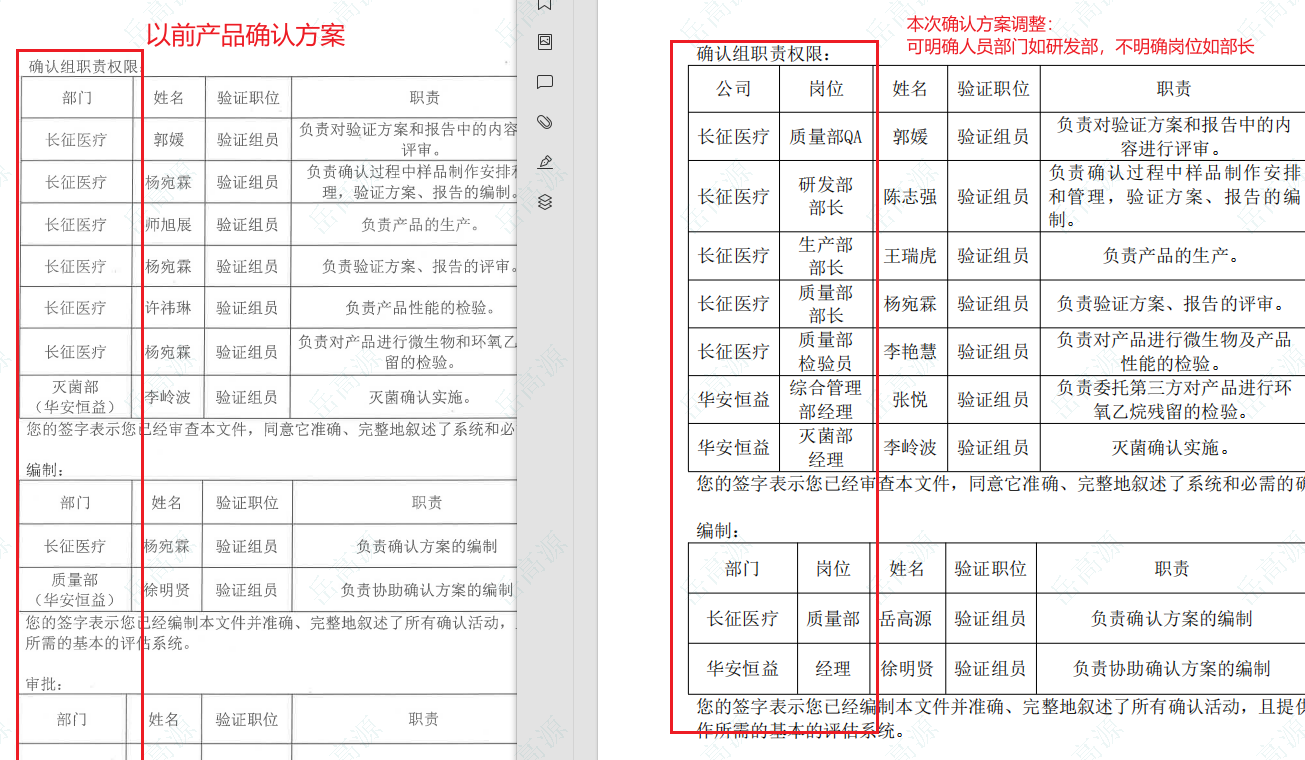 以前产品确认方案
确认组职责权限:
部门 姓名 验证职位 职责
长征医疗 郭媛 验证组员 负责对验证方案和报告中的内容
评审。
长征医疗 杨宛霖 验证组员 负责确认过程中样品制作安排和
理，验证方案、报告的编制。
长征医疗 师旭展 验证组员 负责产品的生产。
长征医疗 杨宛霖 验证组员 负责验证方案、报告的评审。
长征医疗 许祎琳 验证组员 负责产品性能的检验。
长征医疗 杨宛霖 验证组员 负责对产品进行微生物和环氧乙
留的检验。
灭菌部
（华安恒益） 李岭波 验证组员 灭菌确认实施。
您的签字表示您已经审查本文件，同意它准确、完整地叙述了系统和必
编制：
部门 姓名 验证职位 职责
长征医疗 杨宛霖 验证组员 负责确认方案的编制
质量部
（华安恒益） 徐明贤 验证组员 负责协助确认方案的编制
您的签字表示您已经编制本文件并准确、完整地叙述了所有确认活动，
所需的基本的评估系统。
审批：
部门 姓名 验证职位 职责
本次确认方案调整：
可明确人员部门如研发部，不明确岗位如部长
确认组职责权限：
公司 岗位 姓名 验证职位 职责
长征医疗 质量部QA 郭媛 验证组员 负责对验证方案和报告中的内
容进行评审。
长征医疗 研发部
部长 陈志强 验证组员 负责确认过程中样品制作安排
和管理，验证方案、报告的编
制。
长征医疗 生产部
部长 王瑞虎 验证组员 负责产品的生产。
长征医疗 质量部
部长 杨宛霖 验证组员 负责验证方案、报告的评审。
长征医疗 质量部
检验员 李艳慧 验证组员 负责对产品进行微生物及产品
性能的检验。
华安恒益 综合管理
部经理 张悦 验证组员 负责委托第三方对产品进行环
氧乙烷残留的检验。
华安恒益 灭菌部
经理 李岭波 验证组员 灭菌确认实施。
您的签字表示您已经审查本文件，同意它准确、完整地叙述了系统和必需的确
编制：
部门 岗位 姓名 验证职位 职责
长征医疗 质量部 岳高源 验证组员 负责确认方案的编制
华安恒益 经理 徐明贤 验证组员 负责协助确认方案的编制
您的签字表示您已经编制本文件并准确、完整地叙述了所有确认活动，且提供
作所需的基本的评估系统。
岳高源